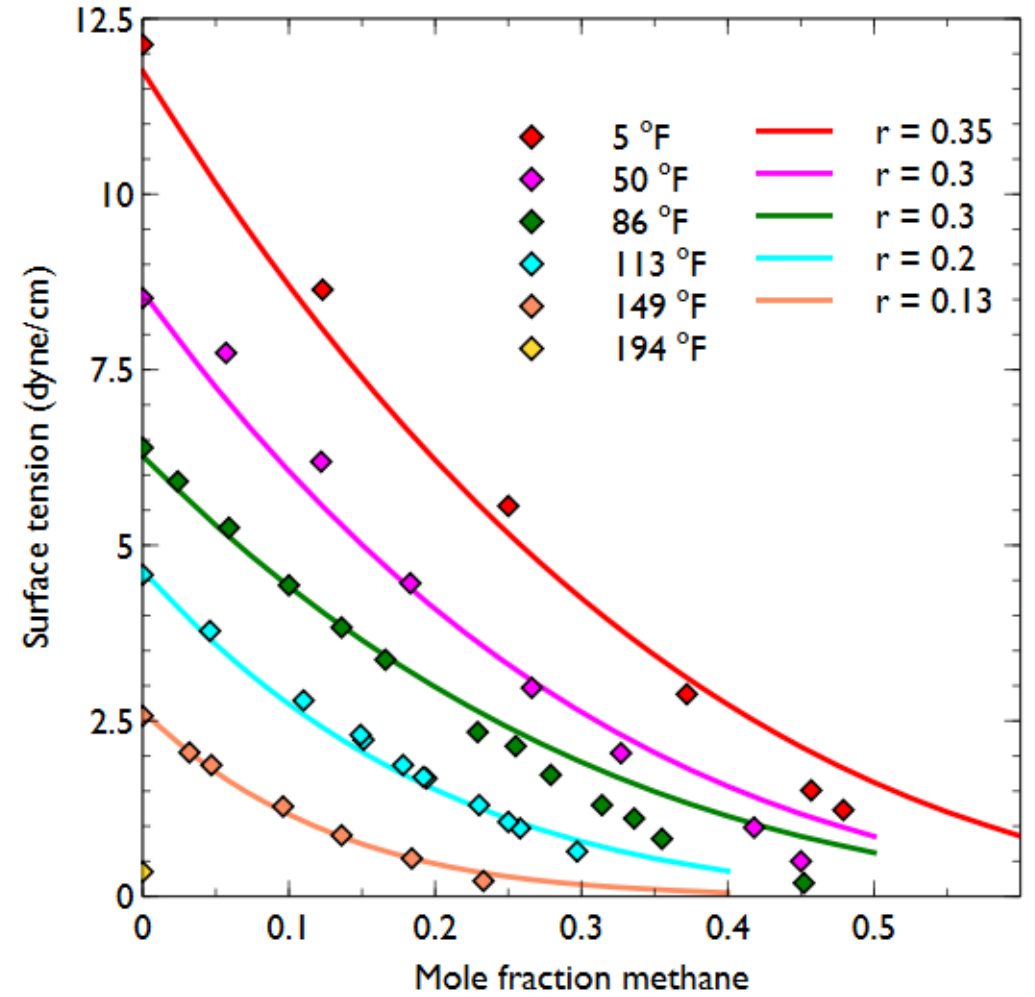 12.5
10
7.5
5
2.5
0
Surface tension (dyne/cm)
5 °F r = 0.35
50 °F r = 0.3
86 °F r = 0.3
113 °F r = 0.2
149 °F r = 0.13
194 °F
0 0.1 0.2 0.3 0.4 0.5
Mole fraction methane